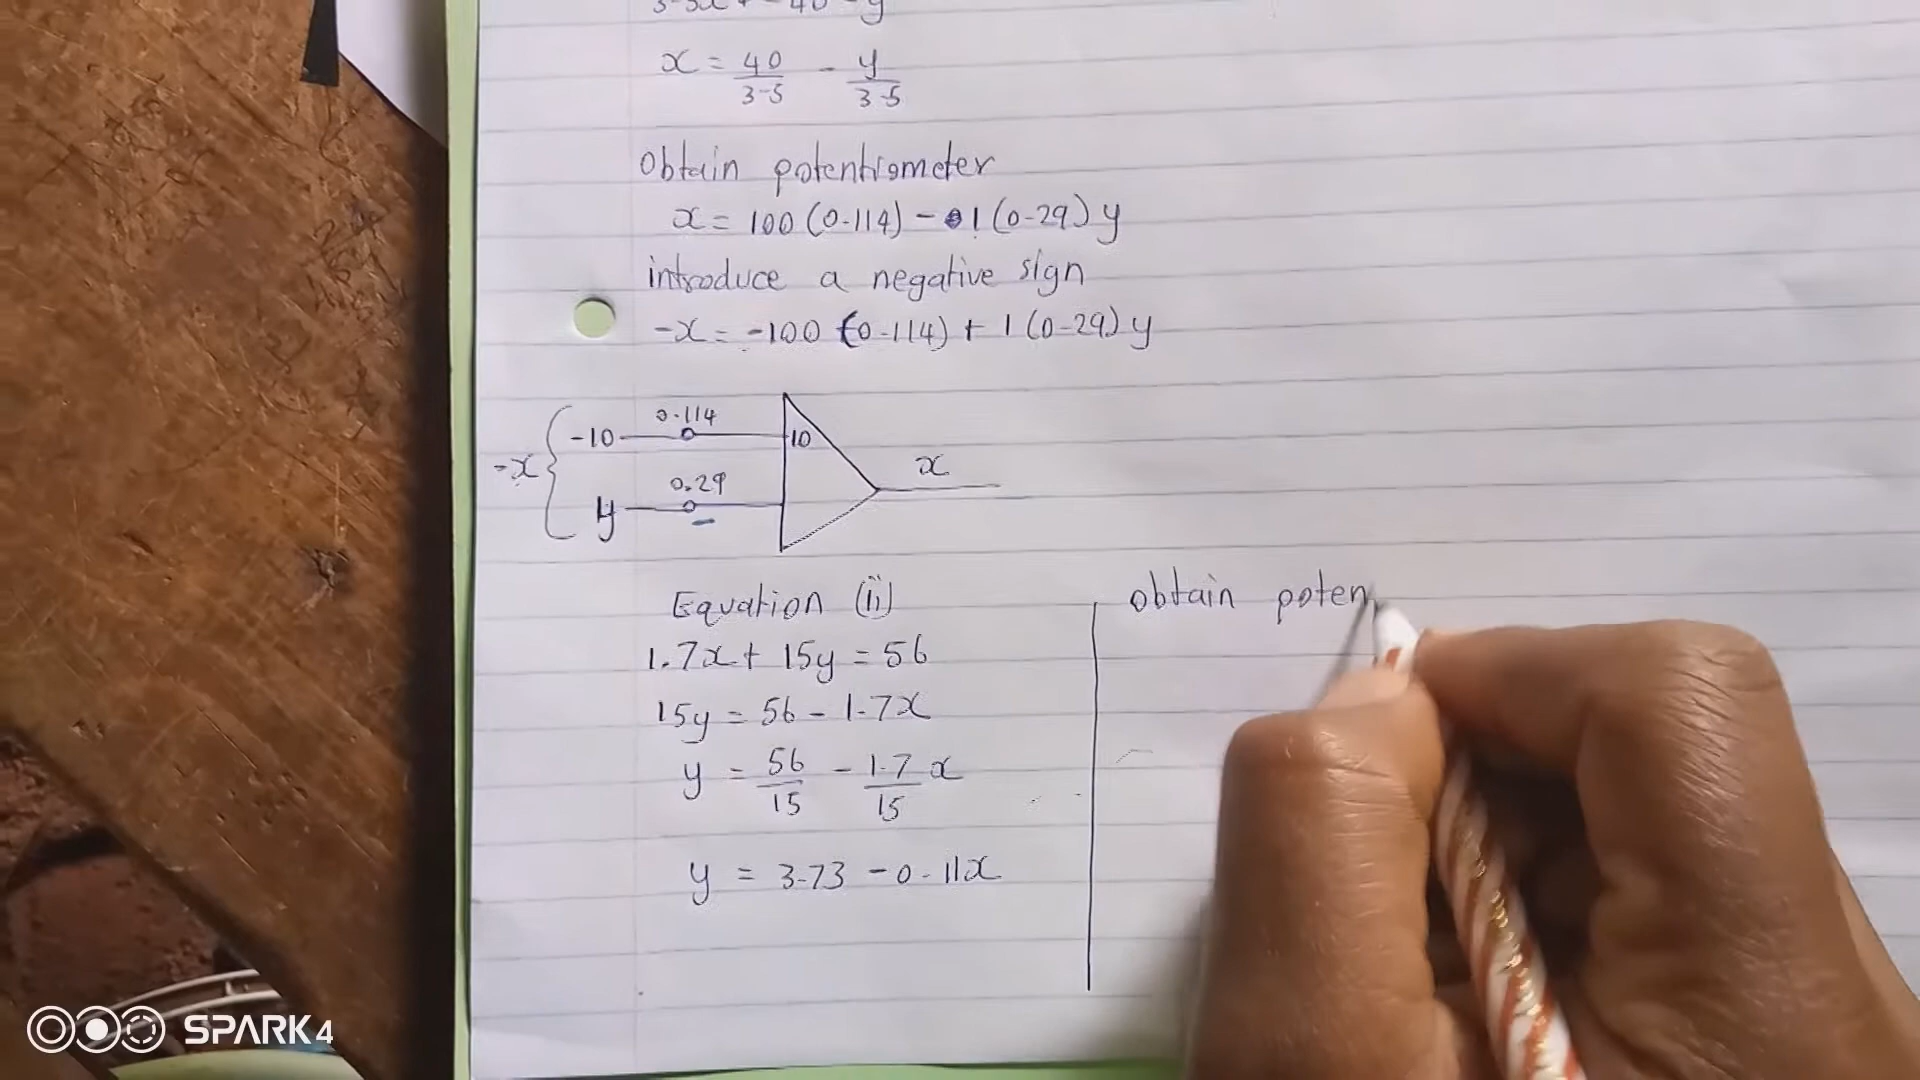 x = 40/3.5 - y/3.5
Obtain potentiometer
x = 100 (0.114) - 1 (0.29) y
introduce a negative sign
-x = -100 (0.114) + 1 (0.29) y
0.114
-10
10
-x
x
0.29
y
Equation (ii)
1.7x + 15y = 56
15y = 56 - 1.7x
y = 56/15 - 1.7/15 x
y = 3.73 - 0.11x
obtain poten
SPARK 4